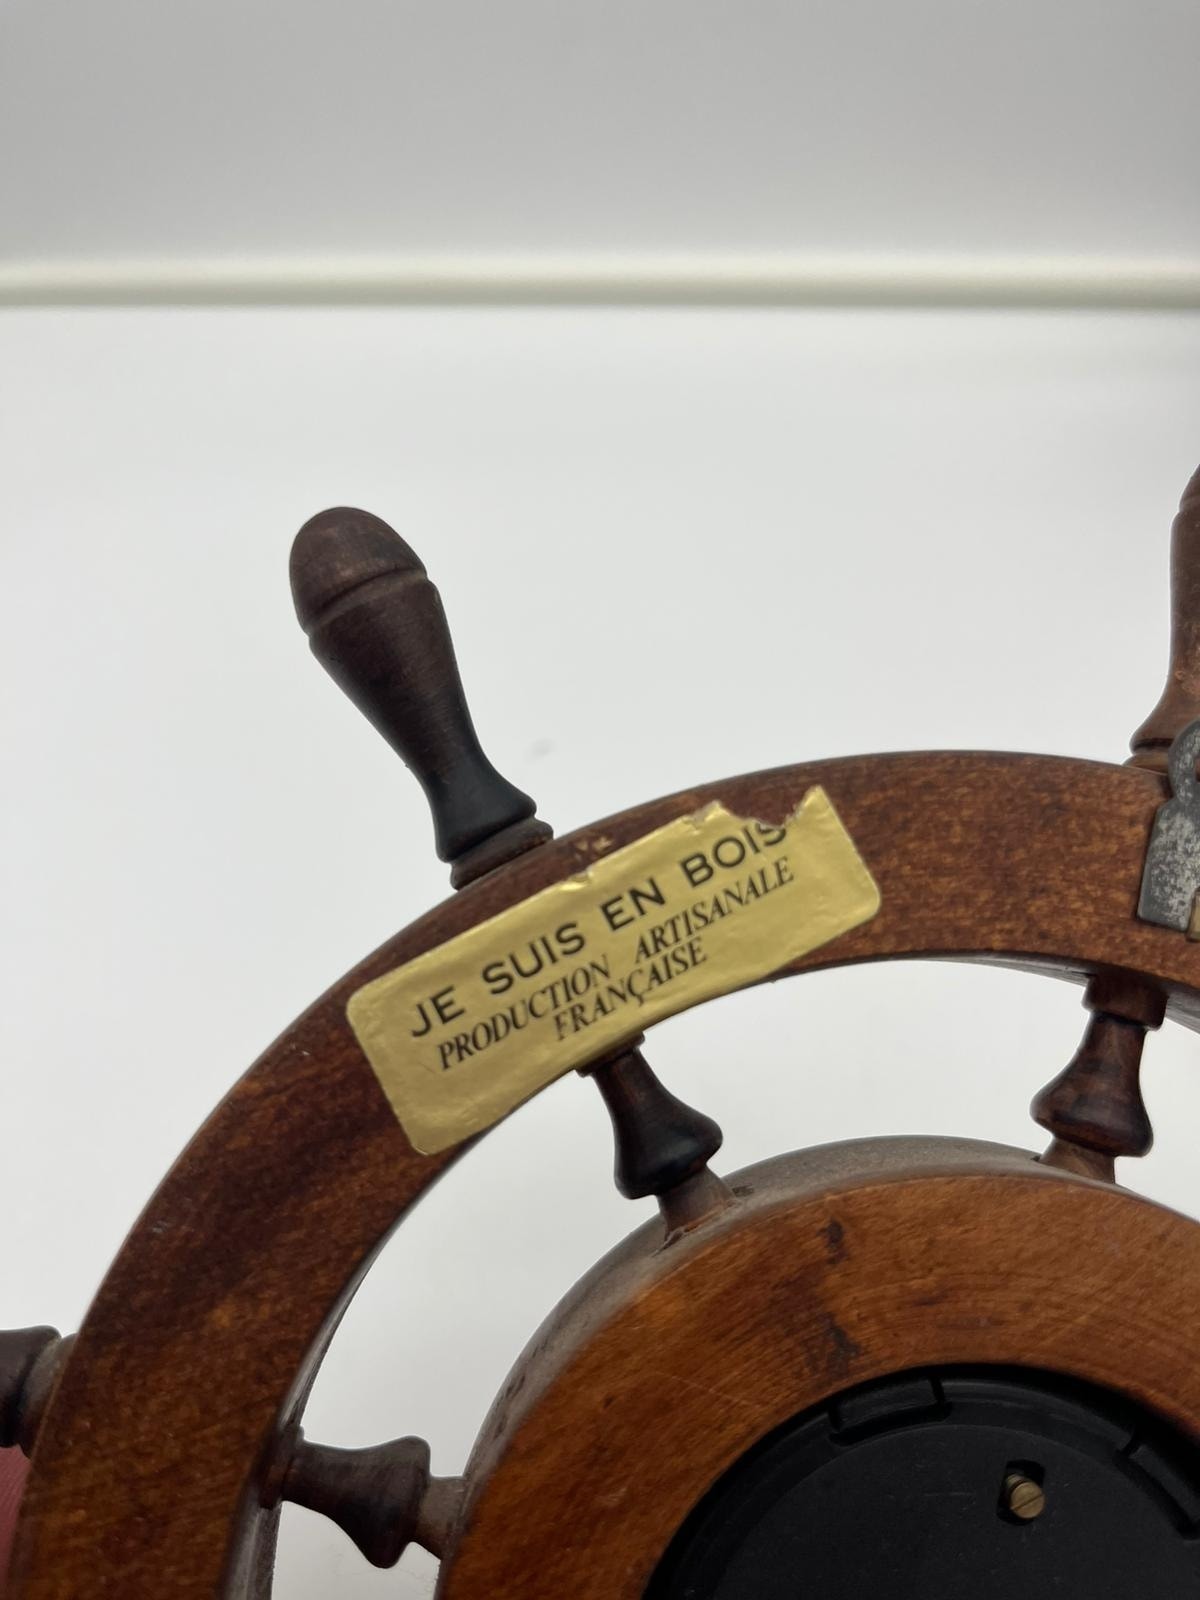 JE SUIS EN BOIS
PRODUCTION ARTISANALE
FRANÇAISE